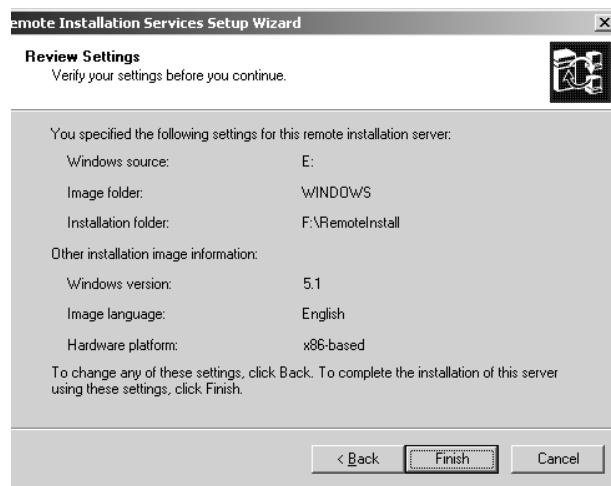 emote Installation Services Setup Wizard
Review Settings
Verify your settings before you continue.
You specified the following settings for this remote installation server:
Windows source: E:
Image folder: WINDOWS
Installation folder: F:\RemoteInstall
Other installation image information:
Windows version: 5.1
Image language: English
Hardware platform: x86-based
To change any of these settings, click Back. To complete the installation of this server
using these settings, click Finish.
< Back Finish Cancel